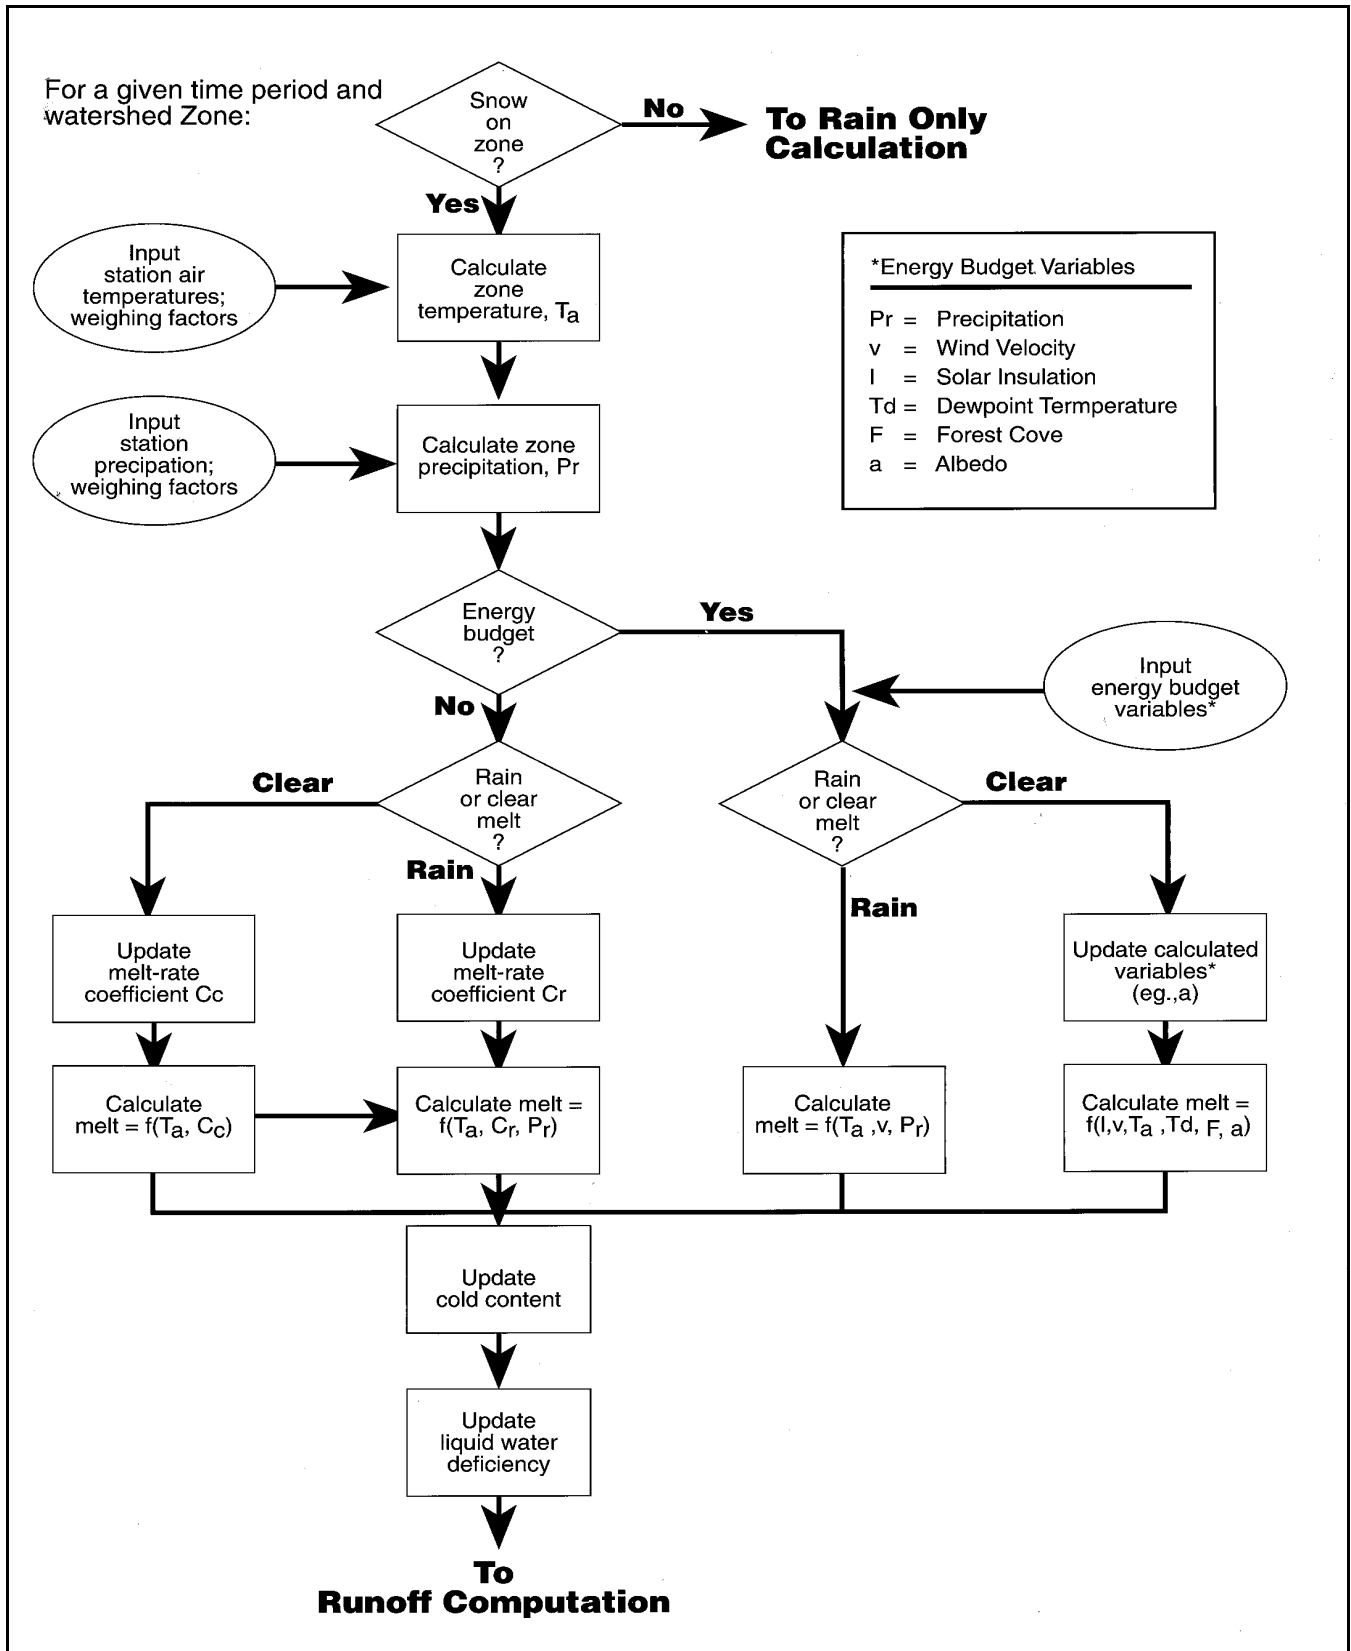 For a given time period and
watershed Zone:
Snow
on
zone
?
No
To Rain Only
Calculation
Yes
Input
station air
temperatures;
weighing factors
Calculate
zone
temperature, Ta
*Energy Budget Variables
Pr = Precipitation
v = Wind Velocity
I = Solar Insulation
Td = Dewpoint Termperature
F = Forest Cove
a = Albedo
Input
station
precipation;
weighing factors
Calculate zone
precipitation, Pr
Energy
budget
?
Yes
No
Input
energy budget
variables*
Clear
Rain
or clear
melt
?
Rain
Rain
or clear
melt
?
Clear
Rain
Update
melt-rate
coefficient Cc
Update
melt-rate
coefficient Cr
Update calculated
variables*
(eg.,a)
Calculate
melt = f(Ta, Cc)
Calculate melt =
f(Ta, Cr, Pr)
Calculate
melt = f(Ta ,v, Pr)
Calculate melt =
f(I,v,Ta ,Td, F, a)
Update
cold content
Update
liquid water
deficiency
To
Runoff Computation